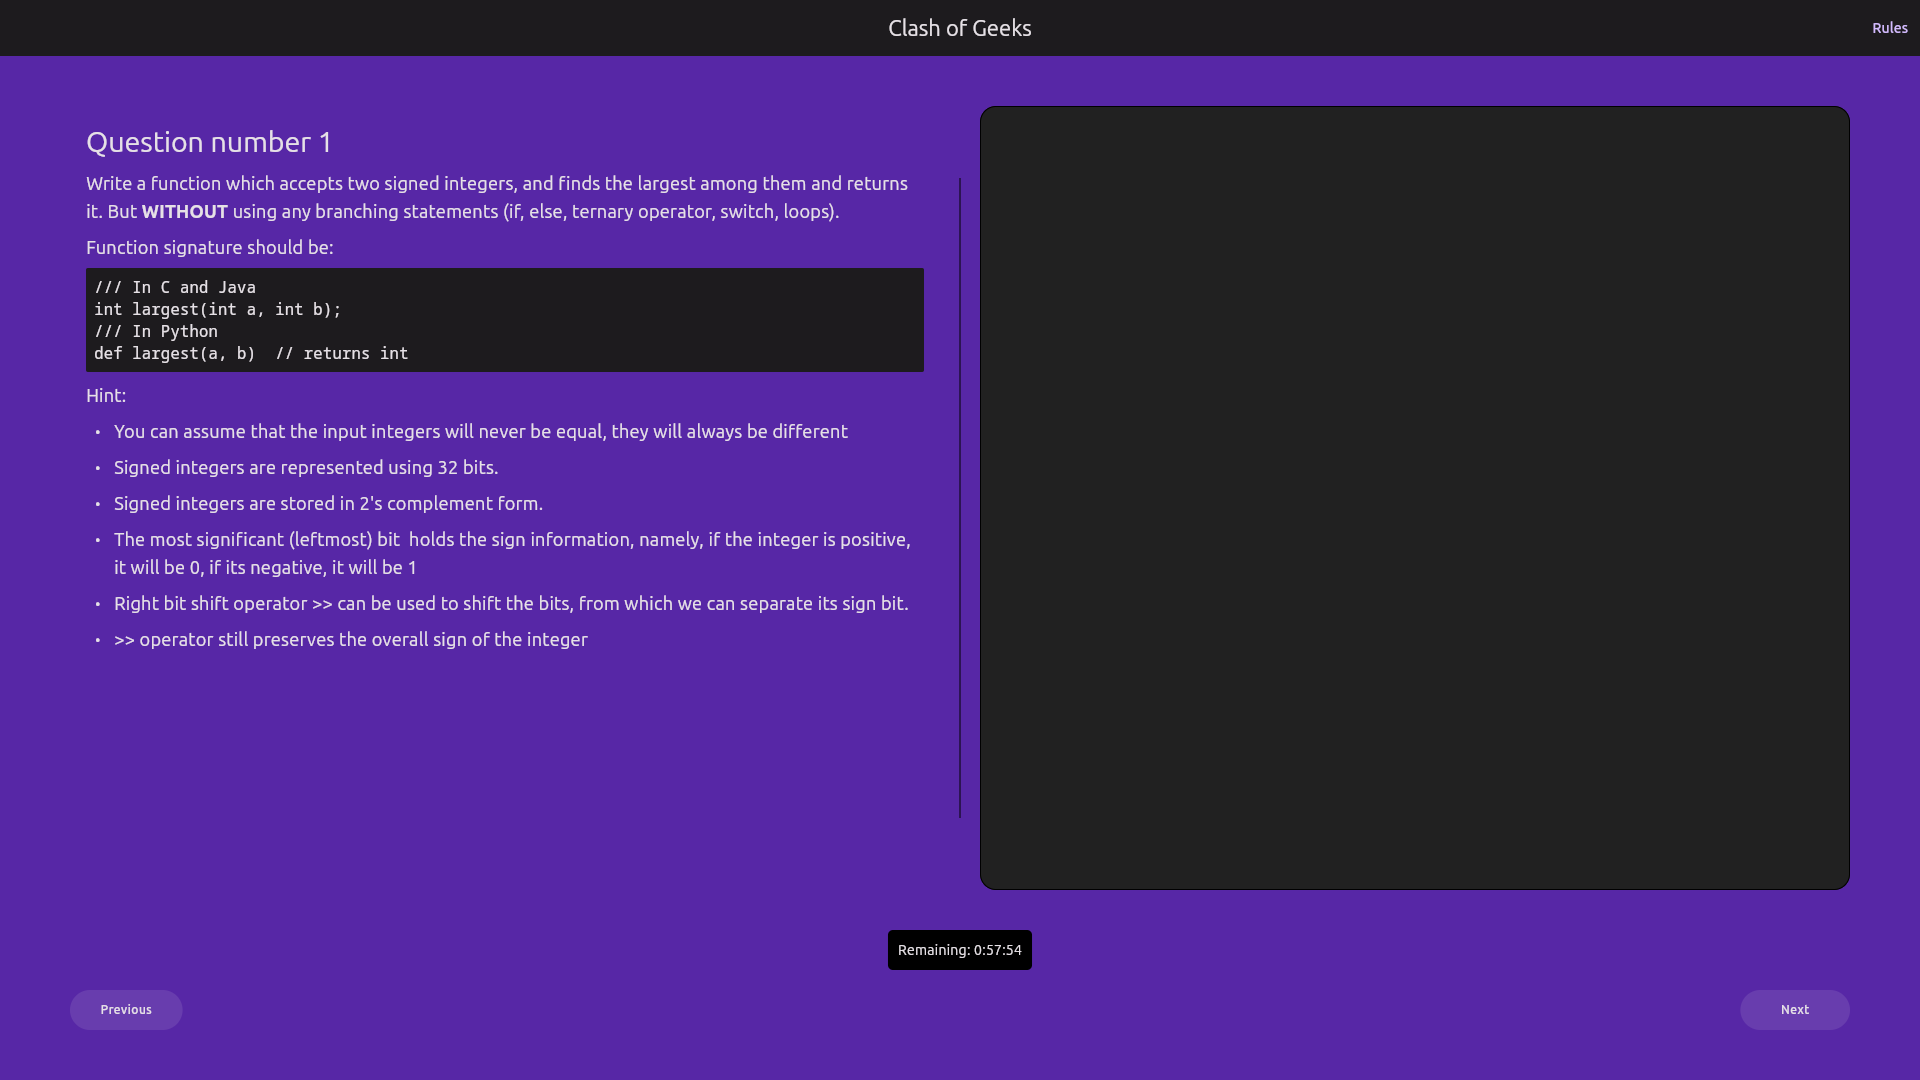 Clash of Geeks
Rules
Question number 1
Write a function which accepts two signed integers, and finds the largest among them and returns
it. But WITHOUT using any branching statements (if, else, ternary operator, switch, loops).
Function signature should be:
/// In C and Java
int largest(int a, int b);
/// In Python
def largest(a, b)  // returns int
Hint:
• You can assume that the input integers will never be equal, they will always be different
• Signed integers are represented using 32 bits.
• Signed integers are stored in 2's complement form.
• The most significant (leftmost) bit  holds the sign information, namely, if the integer is positive,
it will be 0, if its negative, it will be 1
• Right bit shift operator >> can be used to shift the bits, from which we can separate its sign bit.
• >> operator still preserves the overall sign of the integer
Remaining: 0:57:54
Previous
Next